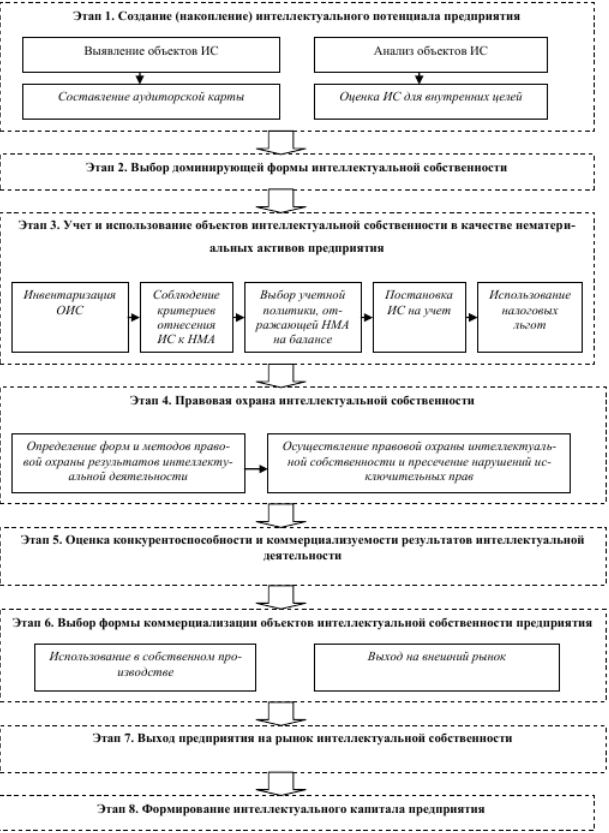 Этап 1. Создание (накопление) интеллектуального потенциала предприятия
Выявление объектов ИС
Анализ объектов ИС
Составление аудиторской карты
Оценка ИС для внутренних целей
Этап 2. Выбор доминирующей формы интеллектуальной собственности
Этап 3. Учет и использование объектов интеллектуальной собственности в качестве нематери-
альных активов предприятия
Инвентаризация
ОИС
Соблюдение
критериев
отнесения
ИС к НМА
Выбор учетной
политики, от-
ражающей НМА
на балансе
Постановка
ИС на учет
Использование
налоговых
льгот
Этап 4. Правовая охрана интеллектуальной собственности
Определение форм и методов право-
вой охраны результатов интеллекту-
альной деятельности
Осуществление правовой охраны интеллектуаль-
ной собственности и пресечение нарушений ис-
ключительных прав
Этап 5. Оценка конкурентоспособности и коммерциализуемости результатов интеллектуальной
деятельности
Этап 6. Выбор формы коммерциализации объектов интеллектуальной собственности предприятия
Использование в собственном про-
изводстве
Выход на внешний рынок
Этап 7. Выход предприятия на рынок интеллектуальной собственности
Этап 8. Формирование интеллектуального капитала предприятия